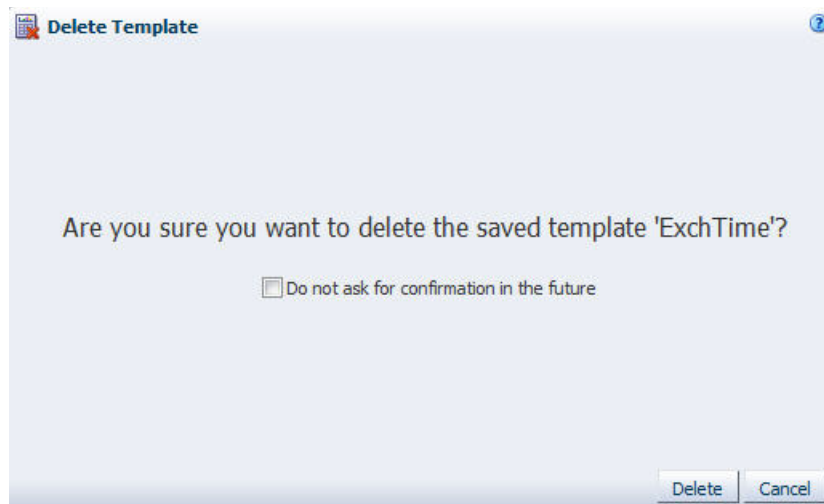 Delete Template
Are you sure you want to delete the saved template 'ExchTime'?
Do not ask for confirmation in the future
Delete Cancel